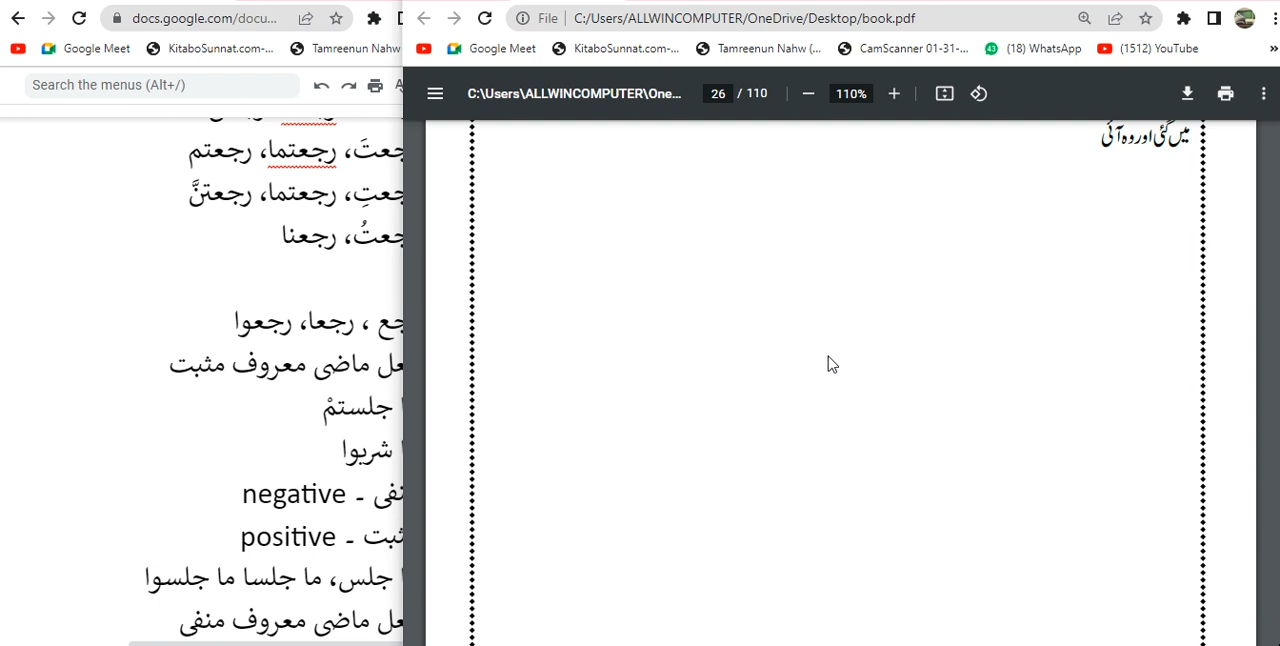 docs.google.com/docu...
KitaboSunnat.com-...
Google Meet
Tamreenun Nahw
Search the menus (Alt+/)
جعتَ، رجعتما، رجعتم
جعتِ، رجعتما، رجعتنَّ
جعتُ، رجعنا
جع ، رجعا، رجعوا
عل ماضی معروف مثبت
ا جلستمْ
ا شربوا
نفی ۔ negative
ثبت ۔ positive
ا جلس، ما جلسا ما جلسوا
عل ماضی معروف منفی
File C:/Users/ALLWINCOMPUTER/OneDrive/Desktop/book.pdf
Google Meet
KitaboSunnat.com-...
Tamreenun Nahw (...
CamScanner 01-31-...
(18) WhatsApp
(1512) YouTube
»
C:\Users\ALLWINCOMPUTER\One...
26 / 110
110%
میں گئی اور وہ آئی